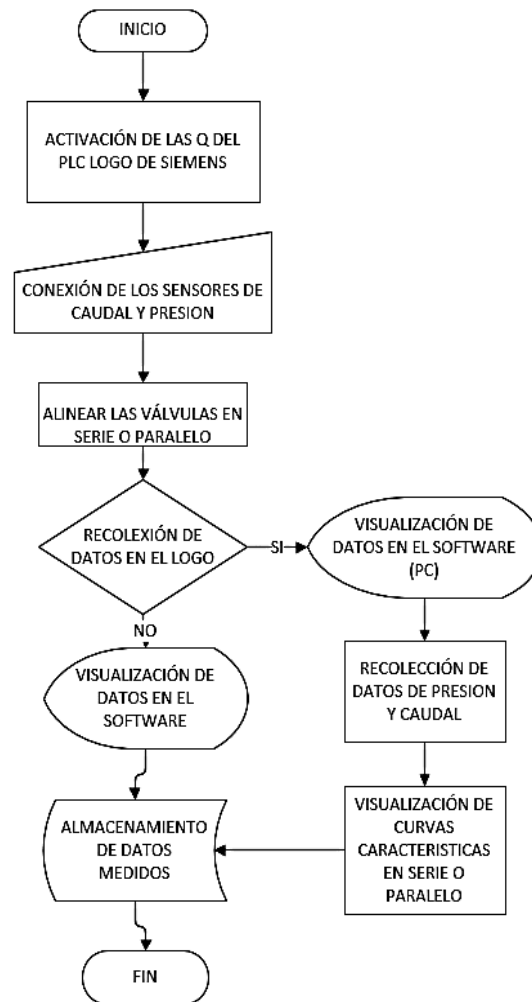 INICIO
ACTIVACIÓN DE LAS Q DEL
PLC LOGO DE SIEMENS
CONEXIÓN DE LOS SENSORES DE
CAUDAL Y PRESION
ALINEAR LAS VÁLVULAS EN
SERIE O PARALELO
RECOLEXIÓN DE
DATOS EN EL LOGO
SI
VISUALIZACIÓN DE
DATOS EN EL SOFTWARE
(PC)
NO
VISUALIZACIÓN DE
DATOS EN EL
SOFTWARE
RECOLECCIÓN DE
DATOS DE PRESION
Y CAUDAL
ALMACENAMIENTO
DE DATOS
MEDIDOS
VISUALIZACIÓN DE
CURVAS
CARACTERISTICAS
EN SERIE O
PARALELO
FIN